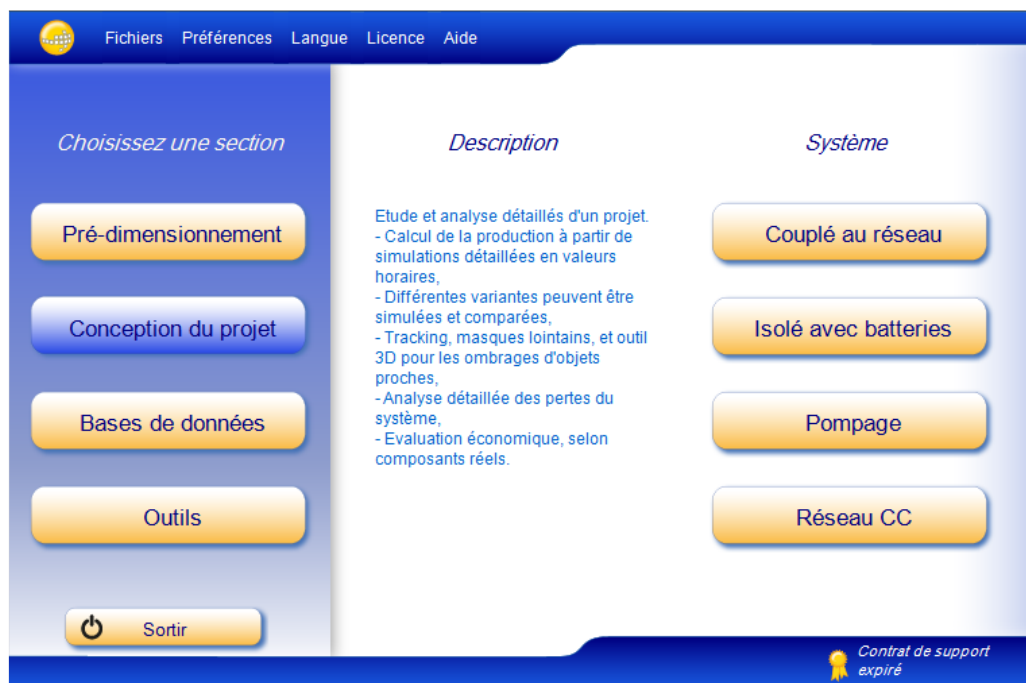 Fichiers Préférences Langue Licence Aide
Choisissez une section
Pré-dimensionnement
Conception du projet
Bases de données
Outils
Sortir
Description
Etude et analyse détaillés d'un projet.
- Calcul de la production à partir de
simulations détaillées en valeurs
horaires,
- Différentes variantes peuvent être
simulées et comparées,
- Tracking, masques lointains, et outil
3D pour les ombrages d'objets
proches,
- Analyse détaillée des pertes du
système,
- Evaluation économique, selon
composants réels.
Système
Couplé au réseau
Isolé avec batteries
Pompage
Réseau CC
Contrat de support
expiré